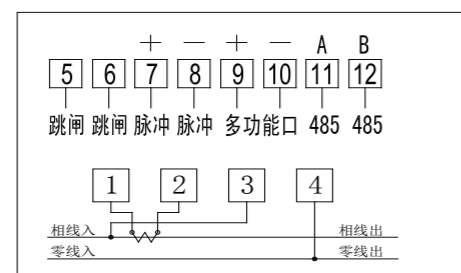 + — + — A B
5 6 7 8 9 10 11 12
跳闸 跳闸 脉冲 脉冲 多功能口 485 485
1 2 3 4
相线入 相线出
零线入 零线出